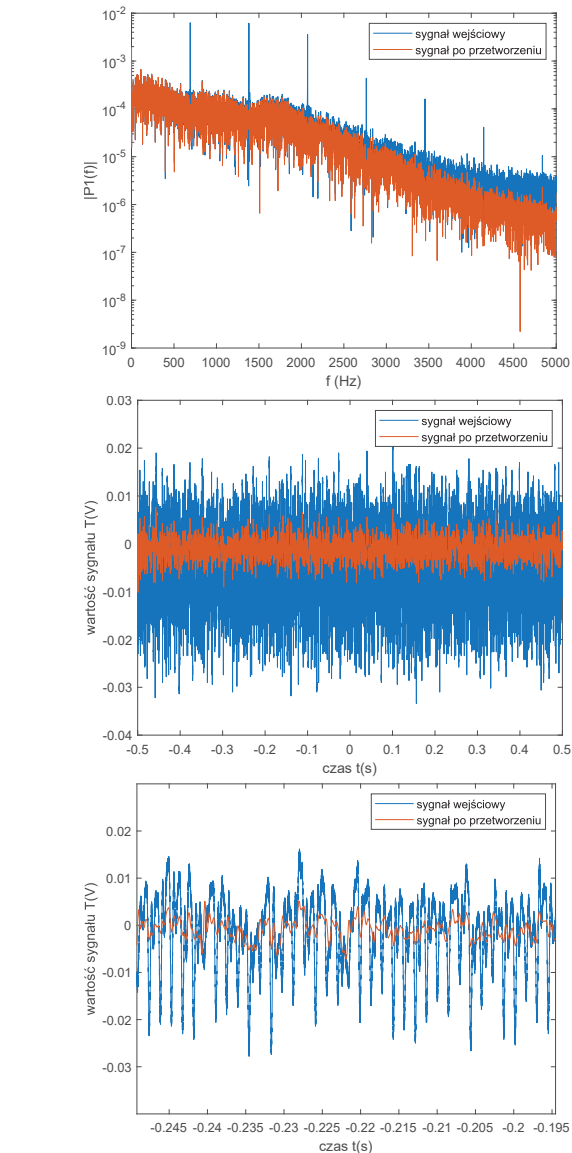 10-2
sygnał wejściowy
sygnał po przetworzeniu
10-3
10-4
10-5
|P1(f)|
10-6
10-7
10-8
10-9
0 500 1000 1500 2000 2500 3000 3500 4000 4500 5000
f (Hz)
0.03
sygnał wejściowy
sygnał po przetworzeniu
0.02
0.01
0
wartość sygnału T(V)
-0.01
-0.02
-0.03
-0.04
-0.5 -0.4 -0.3 -0.2 -0.1 0 0.1 0.2 0.3 0.4 0.5
czas t(s)
sygnał wejściowy
sygnał po przetworzeniu
0.02
0.01
0
wartość sygnału T(V)
-0.01
-0.02
-0.03
-0.245 -0.24 -0.235 -0.23 -0.225 -0.22 -0.215 -0.21 -0.205 -0.2 -0.195
czas t(s)